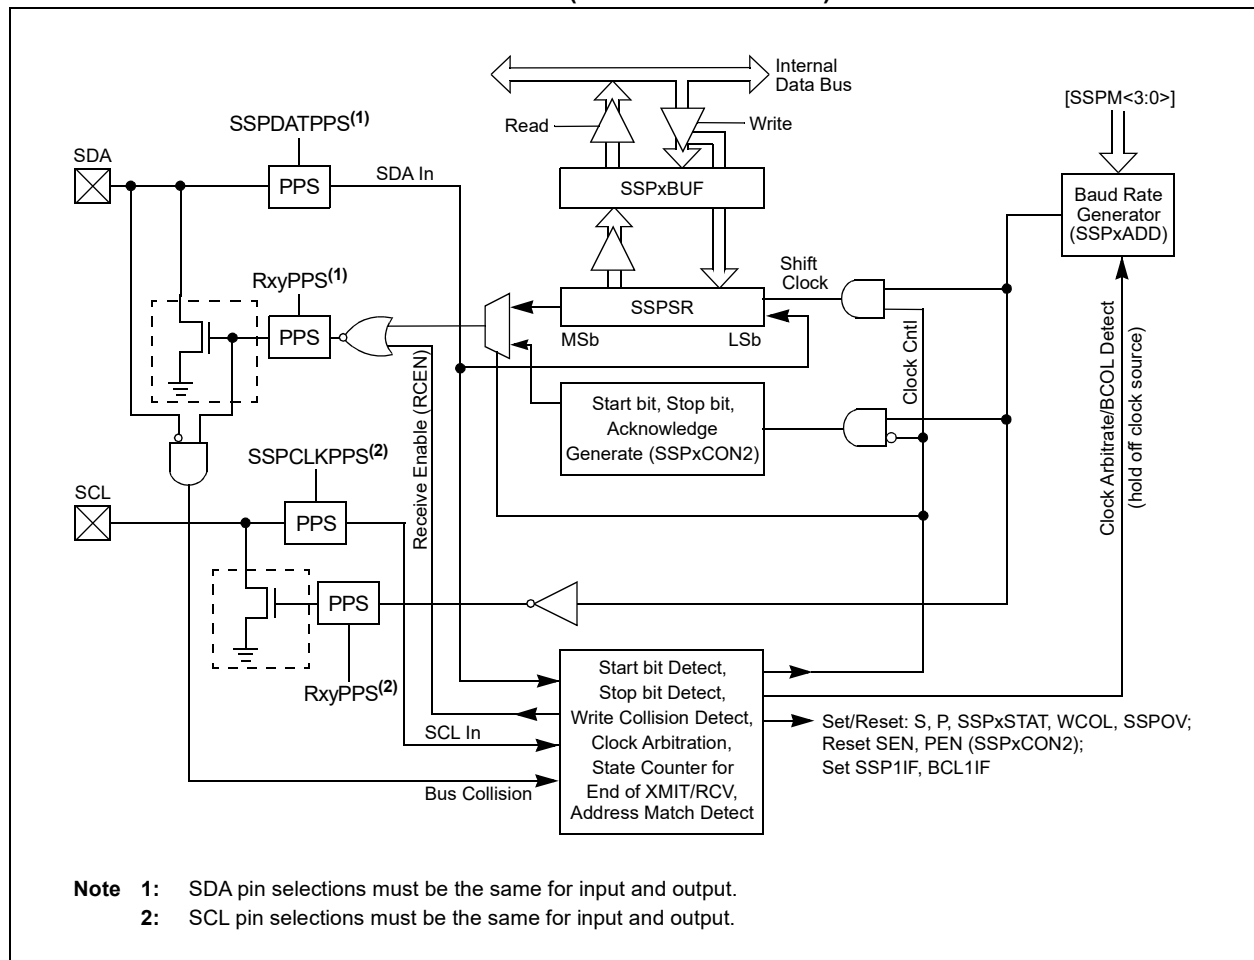 Internal
Data Bus
[SSPM<3:0>]
Read
Write
SSPDATPPS(1)
SDA
PPS
SDA In
SSPxBUF
Baud Rate
Generator
(SSPxADD)
RxyPPS(1)
Shift
Clock
SSPSR
PPS
MSb
LSb
Clock Cntl
Receive Enable (RCEN)
Start bit, Stop bit,
Acknowledge
Generate (SSPxCON2)
Clock Arbitrate/BCOL Detect
(hold off clock source)
SSPCLKPPS(2)
SCL
PPS
PPS
RxyPPS(2)
Start bit Detect,
Stop bit Detect,
Write Collision Detect,
Clock Arbitration,
State Counter for
End of XMIT/RCV,
Address Match Detect
SCL In
Bus Collision
Set/Reset: S, P, SSPxSTAT, WCOL, SSPOV;
Reset SEN, PEN (SSPxCON2);
Set SSP1IF, BCL1IF
Note 1: SDA pin selections must be the same for input and output.
2: SCL pin selections must be the same for input and output.